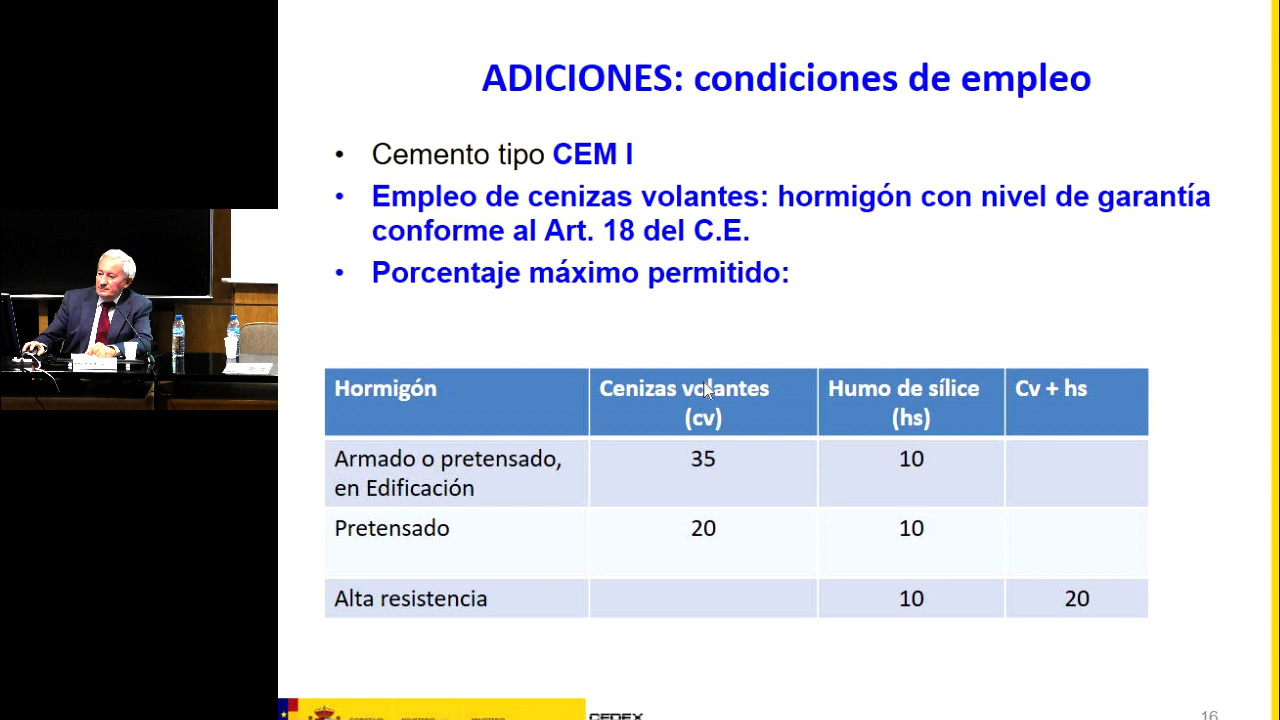 ADICIONES: condiciones de empleo
• Cemento tipo CEM I
• Empleo de cenizas volantes: hormigón con nivel de garantía
conforme al Art. 18 del C.E.
• Porcentaje máximo permitido:
Hormigón Cenizas volantes (cv) Humo de sílice (hs) Cv + hs
Armado o pretensado, en Edificación 35 10
Pretensado 20 10
Alta resistencia 10 20
CEDEX
16